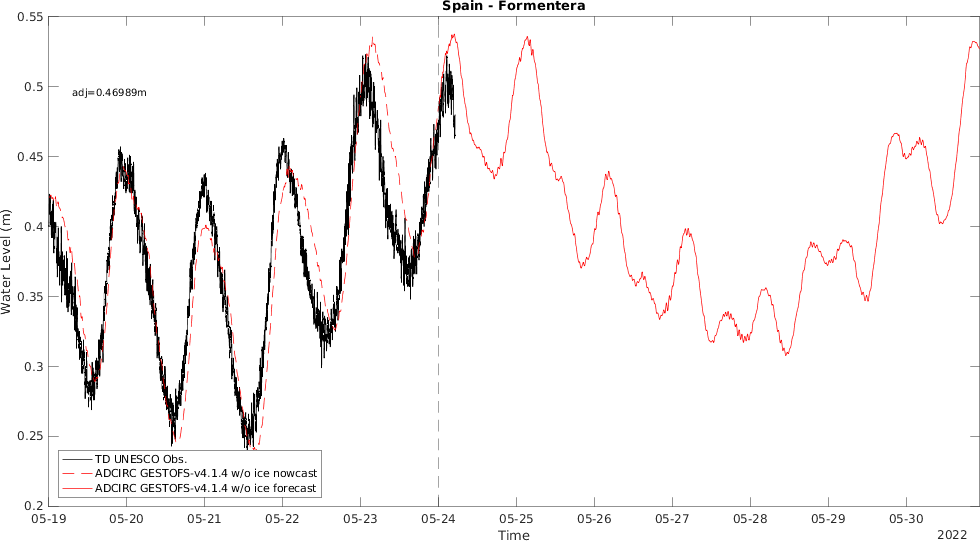 Spain - Formentera
0.55
0.5
0.45
0.4
0.35
0.3
0.25
0.2
Water Level (m)
adj=0.46989m
TD UNESCO Obs.
ADCIRC GESTOFS-v4.1.4 w/o ice nowcast
ADCIRC GESTOFS-v4.1.4 w/o ice forecast
05-19 05-20 05-21 05-22 05-23 05-24 05-25 05-26 05-27 05-28 05-29 05-30
Time
2022